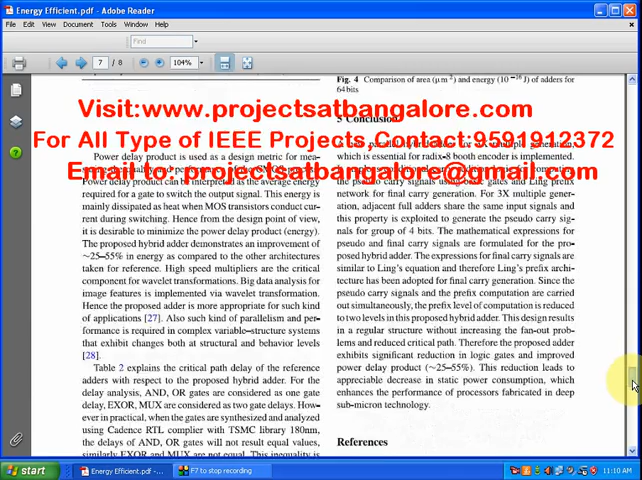 Energy Efficient.pdf - Adobe Reader
File Edit View Document Tools Window Help
Find
7 / 8 104%
Visit:www.projectsatbangalore.com
For All Type of IEEE Projects,Contact:9591912372
Email to:projectsatbangalore@gmail.com
Power delay product is used as a design metric for mea-
Power delay product can be interpreted as the average energy
required for a gate to switch the output signal. This energy is
mainly dissipated as heat when MOS transistors conduct cur-
rent during switching. Hence from the design point of view,
it is desirable to minimize the power delay product (energy).
The proposed hybrid adder demonstrates an improvement of
~25–55% in energy as compared to the other architectures
taken for reference. High speed multipliers are the critical
component for wavelet transformations. Big data analysis for
image features is implemented via wavelet transformation.
Hence the proposed adder is more appropriate for such kind
of applications [27]. Also such kind of parallelism and per-
formance is required in complex variable–structure systems
that exhibit changes both at structural and behavior levels
[28].
Table 2 explains the critical path delay of the reference
adders with respect to the proposed hybrid adder. For the
delay analysis, AND, OR gates are considered as one gate
delay, EXOR, MUX are considered as two gate delays. How-
ever in practical, when the gates are synthesized and analyzed
using Cadence RTL complier with TSMC library 180nm,
the delays of AND, OR gates will not result equal values,
similarly EXOR and MUX are not equal. This inequality is
Fig. 4 Comparison of area (μm²) and energy (10⁻¹⁶ J) of adders for
64 bits
5 Conclusion
which is essential for radix-8 booth encoder is implemented.
the pseudo carry signals using basic gates and Ling prefix
network for final carry generation. For 3X multiple gener-
ation, adjacent full adders share the same input signals and
this property is exploited to generate the pseudo carry sig-
nals for group of 4 bits. The mathematical expressions for
pseudo and final carry signals are formulated for the pro-
posed hybrid adder. The expressions for final carry signals are
similar to Ling's equation and therefore Ling's prefix archi-
tecture has been adopted for final carry generation. Since the
pseudo carry signals and the prefix computation are carried
out simultaneously, the prefix level of computation is reduced
to two levels in this proposed hybrid adder. This design results
in a regular structure without increasing the fan-out prob-
lems and reduced critical path. Therefore the proposed adder
exhibits significant reduction in logic gates and improved
power delay product (~25–55%). This reduction leads to
appreciable decrease in static power consumption, which
enhances the performance of processors fabricated in deep
sub-micron technology.
References
start
Energy Efficient.pdf -...
F7 to stop recording
11:10 AM